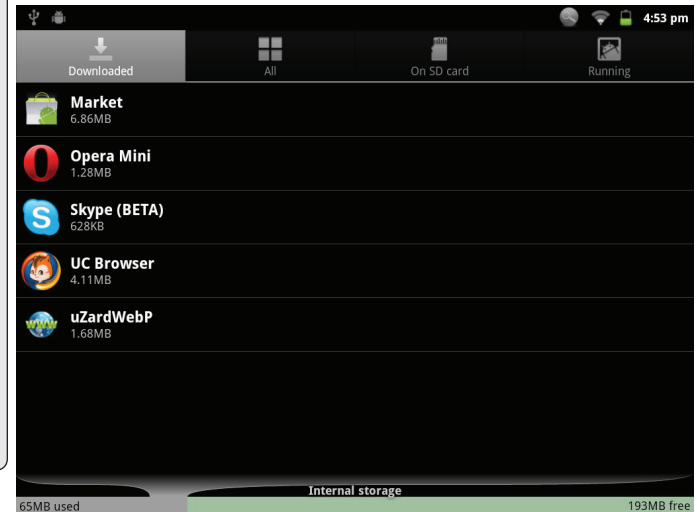 4:53 pm
Downloaded All On SD card Running
Market
6.86MB
Opera Mini
1.28MB
Skype (BETA)
628KB
UC Browser
4.11MB
uZardWebP
1.68MB
Internal storage
65MB used 193MB free